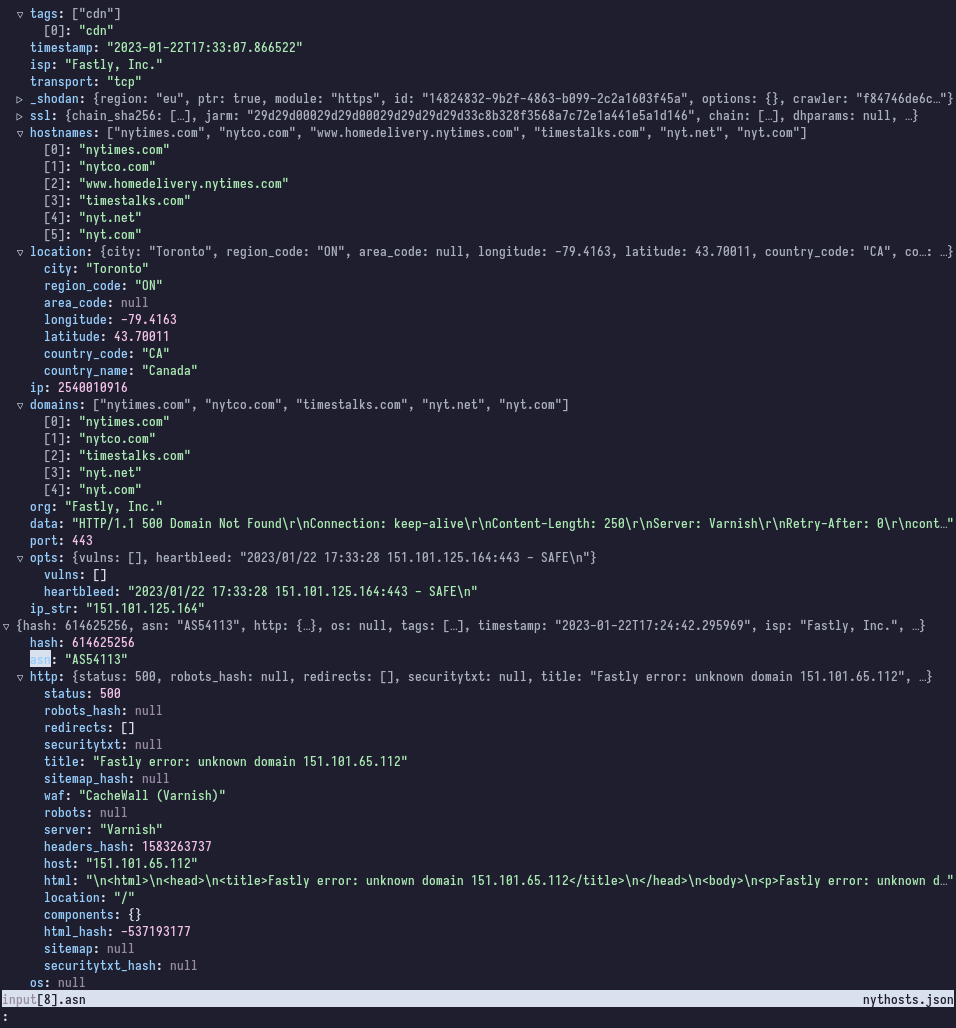 ▽ tags: ["cdn"]
[0]: "cdn"
timestamp: "2023-01-22T17:33:07.866522"
isp: "Fastly, Inc."
transport: "tcp"
▷ _shodan: {region: "eu", ptr: true, module: "https", id: "14824832-9b2f-4863-b099-2c2a1603f45a", options: {}, crawler: "f84746de6c…"}
▷ ssl: {chain_sha256: […], jarm: "29d29d00029d29d00029d29d29d29d33c8b328f3568a7c72e1a441e5a1d146", chain: […], dhparams: null, …}
▽ hostnames: ["nytimes.com", "nytco.com", "www.homedelivery.nytimes.com", "timestalks.com", "nyt.net", "nyt.com"]
[0]: "nytimes.com"
[1]: "nytco.com"
[2]: "www.homedelivery.nytimes.com"
[3]: "timestalks.com"
[4]: "nyt.net"
[5]: "nyt.com"
▽ location: {city: "Toronto", region_code: "ON", area_code: null, longitude: -79.4163, latitude: 43.70011, country_code: "CA", co…: …}
city: "Toronto"
region_code: "ON"
area_code: null
longitude: -79.4163
latitude: 43.70011
country_code: "CA"
country_name: "Canada"
ip: 2540010916
▽ domains: ["nytimes.com", "nytco.com", "timestalks.com", "nyt.net", "nyt.com"]
[0]: "nytimes.com"
[1]: "nytco.com"
[2]: "timestalks.com"
[3]: "nyt.net"
[4]: "nyt.com"
org: "Fastly, Inc."
data: "HTTP/1.1 500 Domain Not Found\r\nConnection: keep-alive\r\nContent-Length: 250\r\nServer: Varnish\r\nRetry-After: 0\r\ncont…"
port: 443
▽ opts: {vulns: [], heartbleed: "2023/01/22 17:33:28 151.101.125.164:443 - SAFE\n"}
vulns: []
heartbleed: "2023/01/22 17:33:28 151.101.125.164:443 - SAFE\n"
ip_str: "151.101.125.164"
▽ {hash: 614625256, asn: "AS54113", http: {…}, os: null, tags: […], timestamp: "2023-01-22T17:24:42.295969", isp: "Fastly, Inc.", …}
hash: 614625256
asn: "AS54113"
▽ http: {status: 500, robots_hash: null, redirects: [], securitytxt: null, title: "Fastly error: unknown domain 151.101.65.112", …}
status: 500
robots_hash: null
redirects: []
securitytxt: null
title: "Fastly error: unknown domain 151.101.65.112"
sitemap_hash: null
waf: "CacheWall (Varnish)"
robots: null
server: "Varnish"
headers_hash: 1583263737
host: "151.101.65.112"
html: "\n<html>\n<head>\n<title>Fastly error: unknown domain 151.101.65.112</title>\n</head>\n<body>\n<p>Fastly error: unknown d…"
location: "/"
components: {}
html_hash: -537193177
sitemap: null
securitytxt_hash: null
os: null
input[8].asn nythosts.json
: